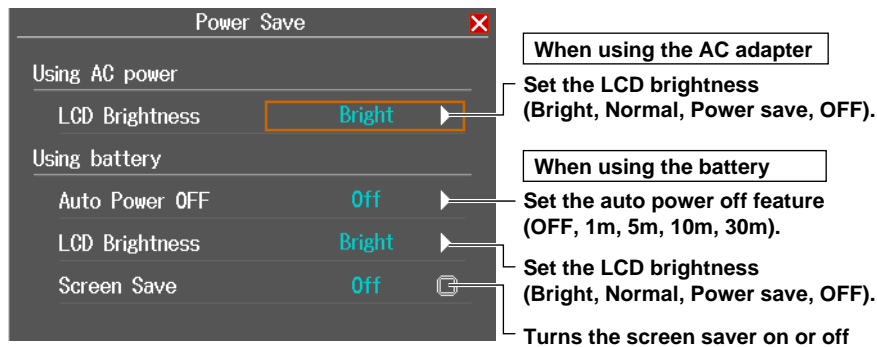 Power Save
Using AC power
LCD Brightness Bright
Using battery
Auto Power OFF Off
LCD Brightness Bright
Screen Save Off
When using the AC adapter
Set the LCD brightness
(Bright, Normal, Power save, OFF).
When using the battery
Set the auto power off feature
(OFF, 1m, 5m, 10m, 30m).
Set the LCD brightness
(Bright, Normal, Power save, OFF).
Turns the screen saver on or off